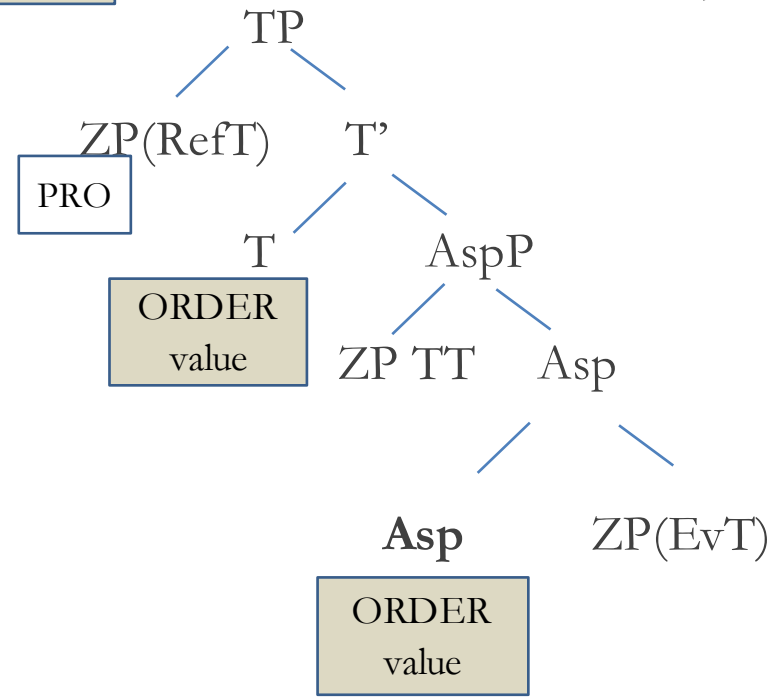 TP
ZP(RefT) T’
PRO
T AspP
ORDER
value
ZP TT Asp
Asp ZP(EvT)
ORDER
value